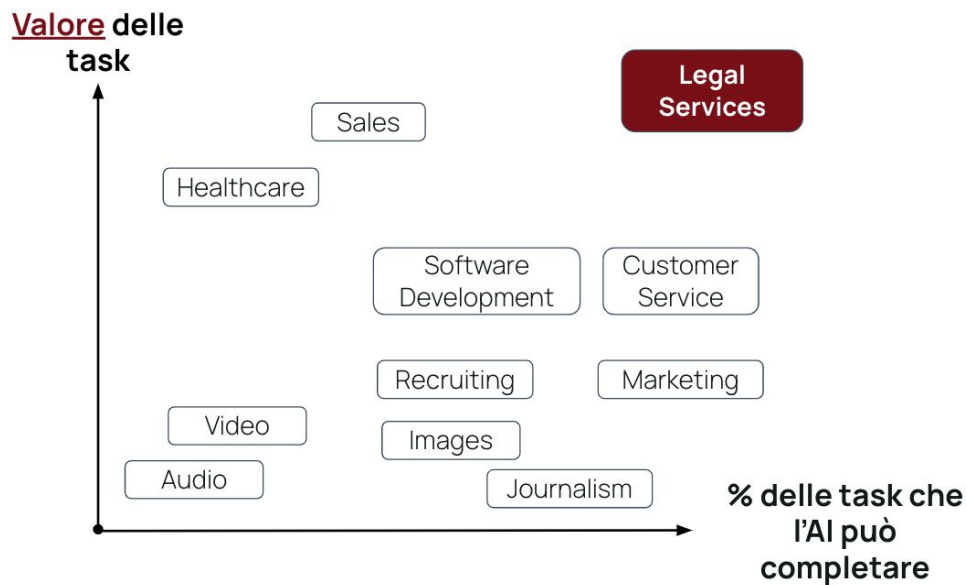 Valore delle
task
Legal
Services
Sales
Healthcare
Software
Development
Customer
Service
Recruiting
Marketing
Video
Images
Audio
Journalism
% delle task che
l'AI può
completare